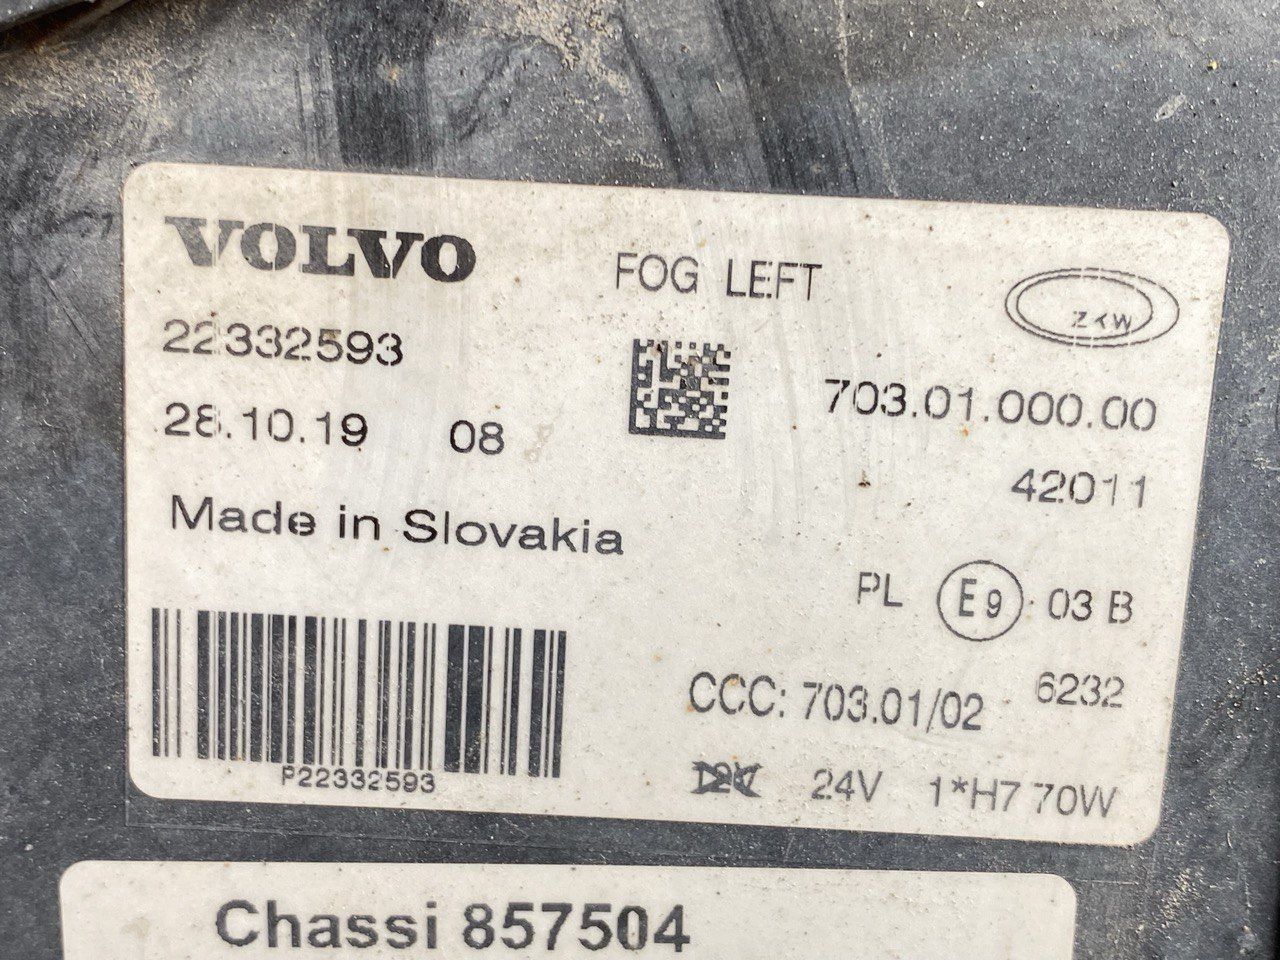 VOLVO
FOG LEFT
ZKW
22332593
703.01.000.00
28.10.19 08
42011
Made in Slovakia
PL E9 03 B
CCC: 703.01/02 6232
P22332593
12V 24V 1*H7 70W
Chassi 857504